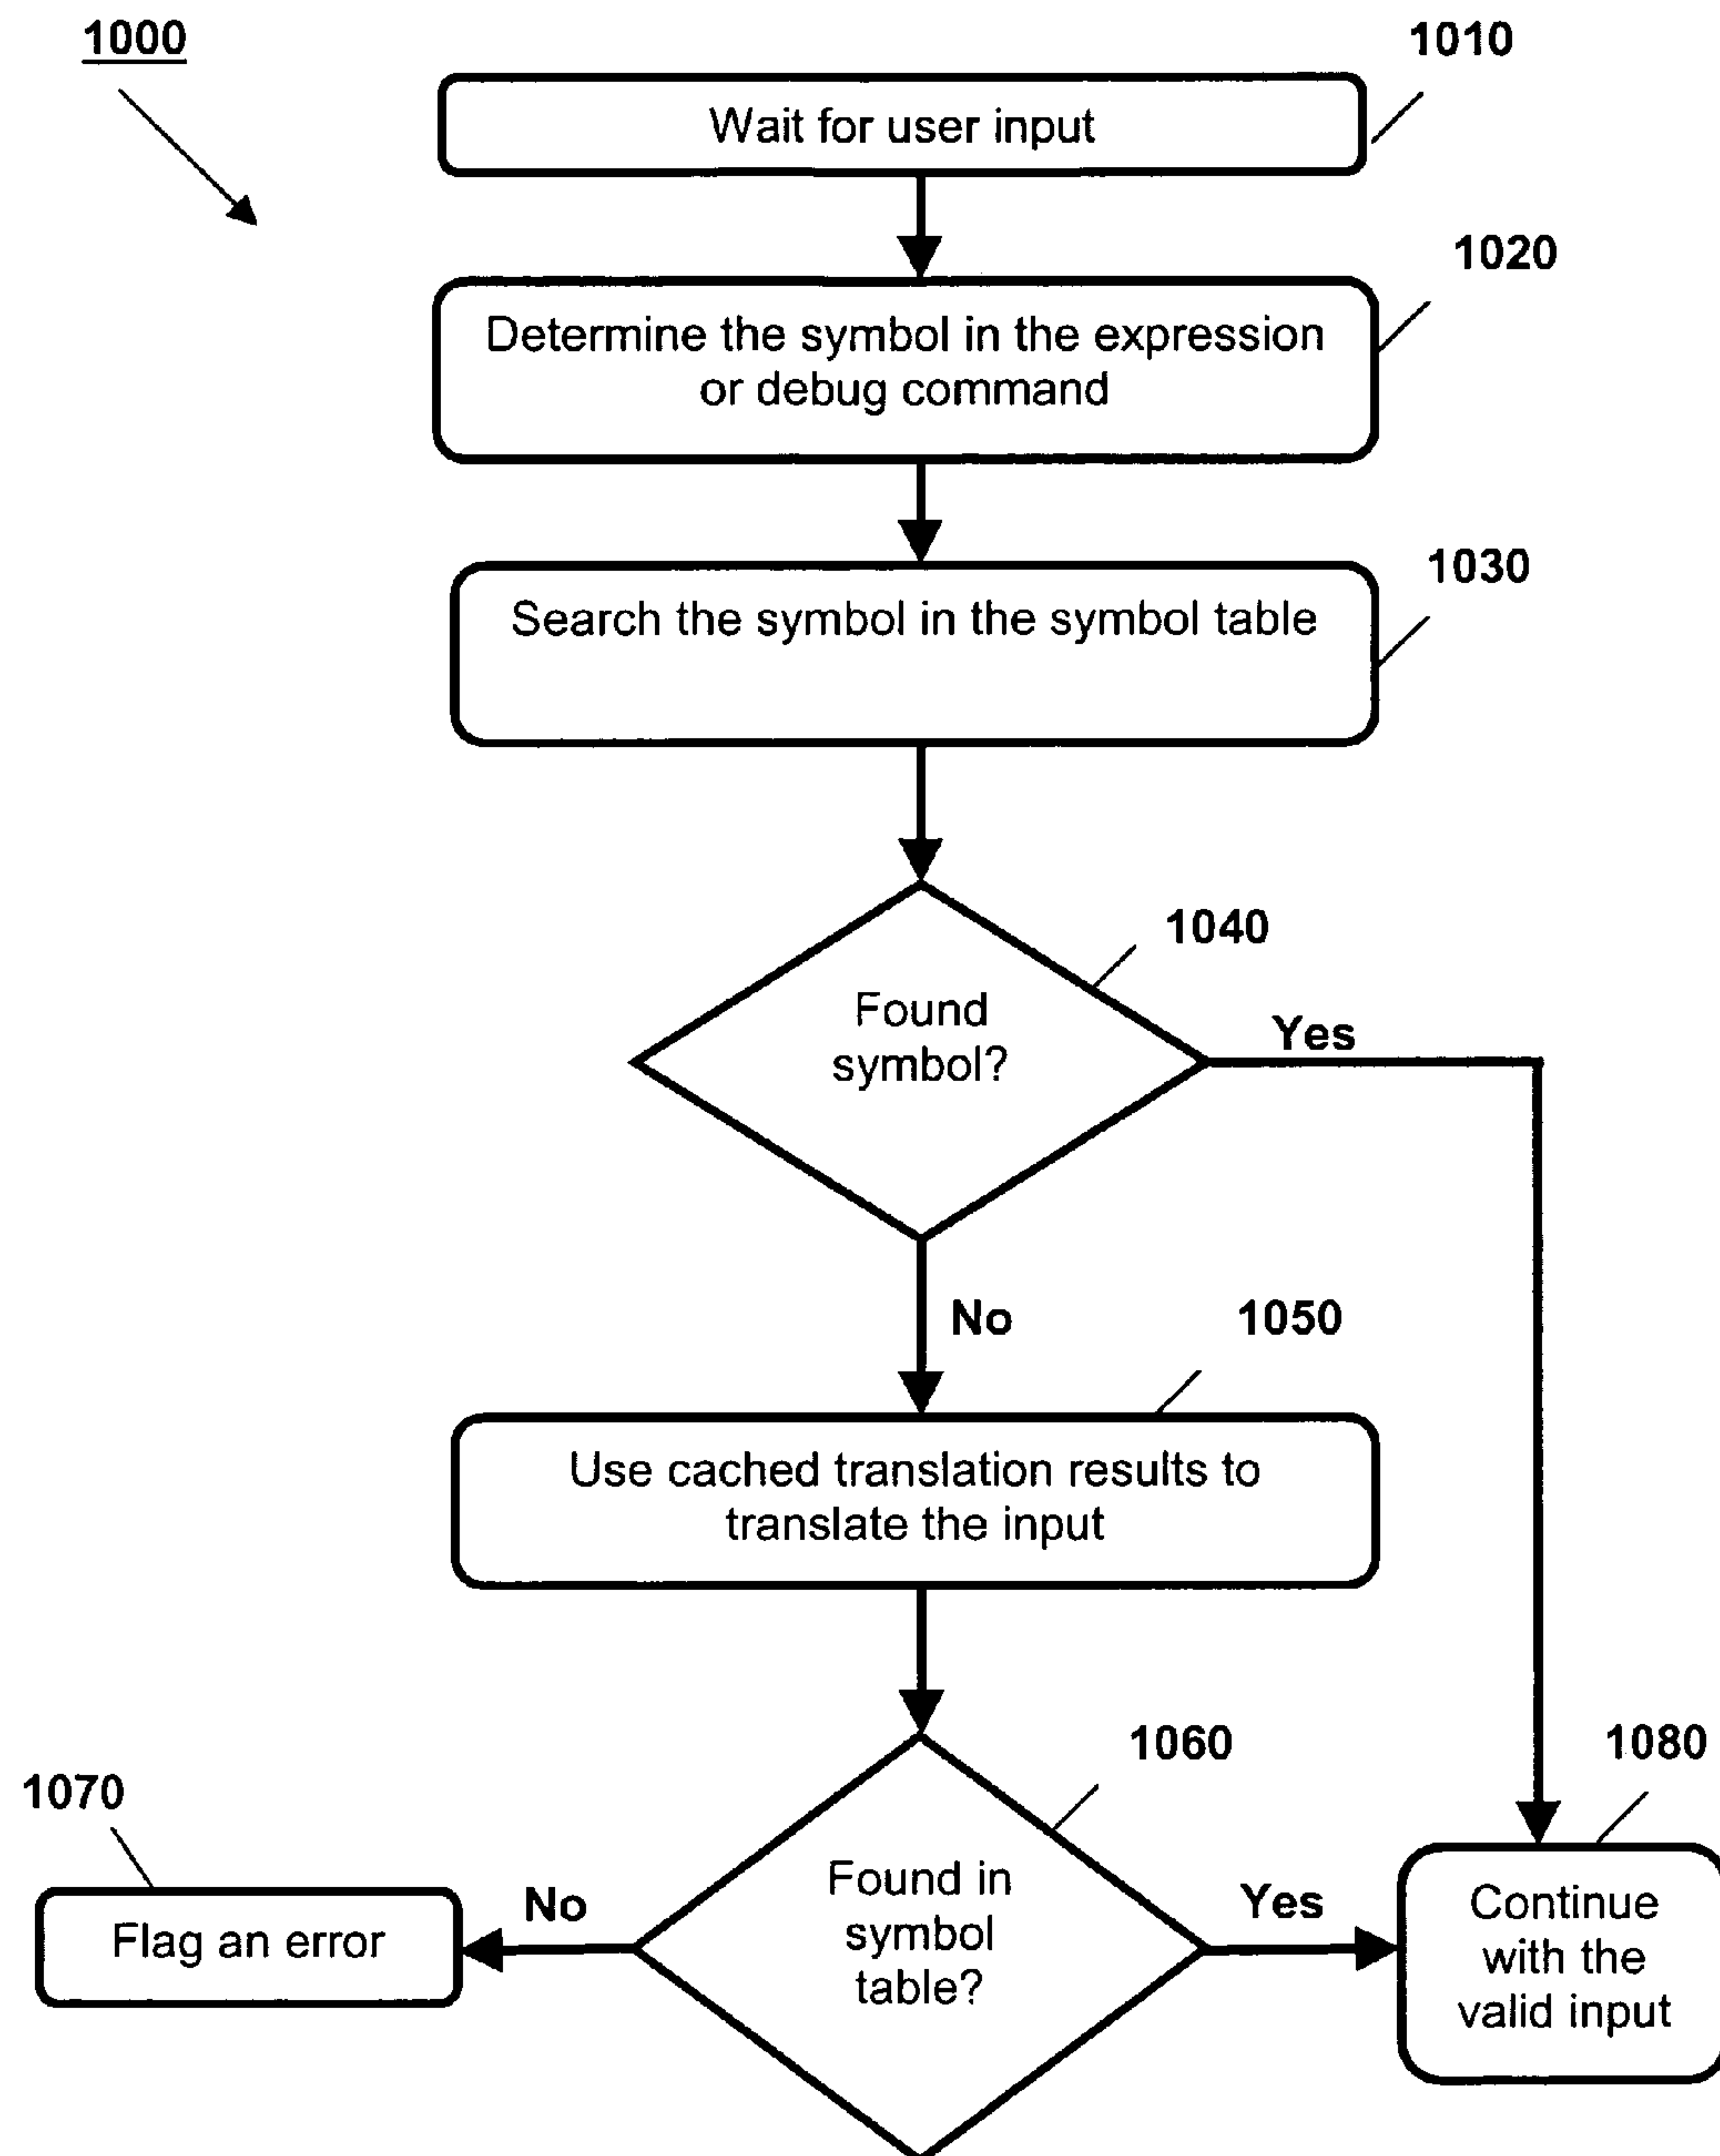 1000
1010
Wait for user input
1020
Determine the symbol in the expression
or debug command
1030
Search the symbol in the symbol table
1040
Found
symbol?
Yes
No
1050
Use cached translation results to
translate the input
1060
1080
1070
Found in
symbol
table?
No
Yes
Flag an error
Continue
with the
valid input